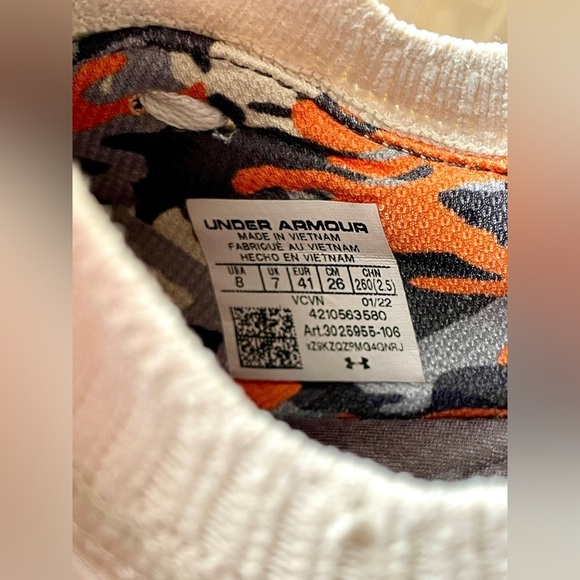 UNDER ARMOUR
MADE IN VIETNAM
FABRIQUÉ AU VIETNAM
HECHO EN VIETNAM
USA UK EUR CM CHN
8 7 41 26 260(2.5)
VCVN 01/22
4210563580
Art.3025955-106